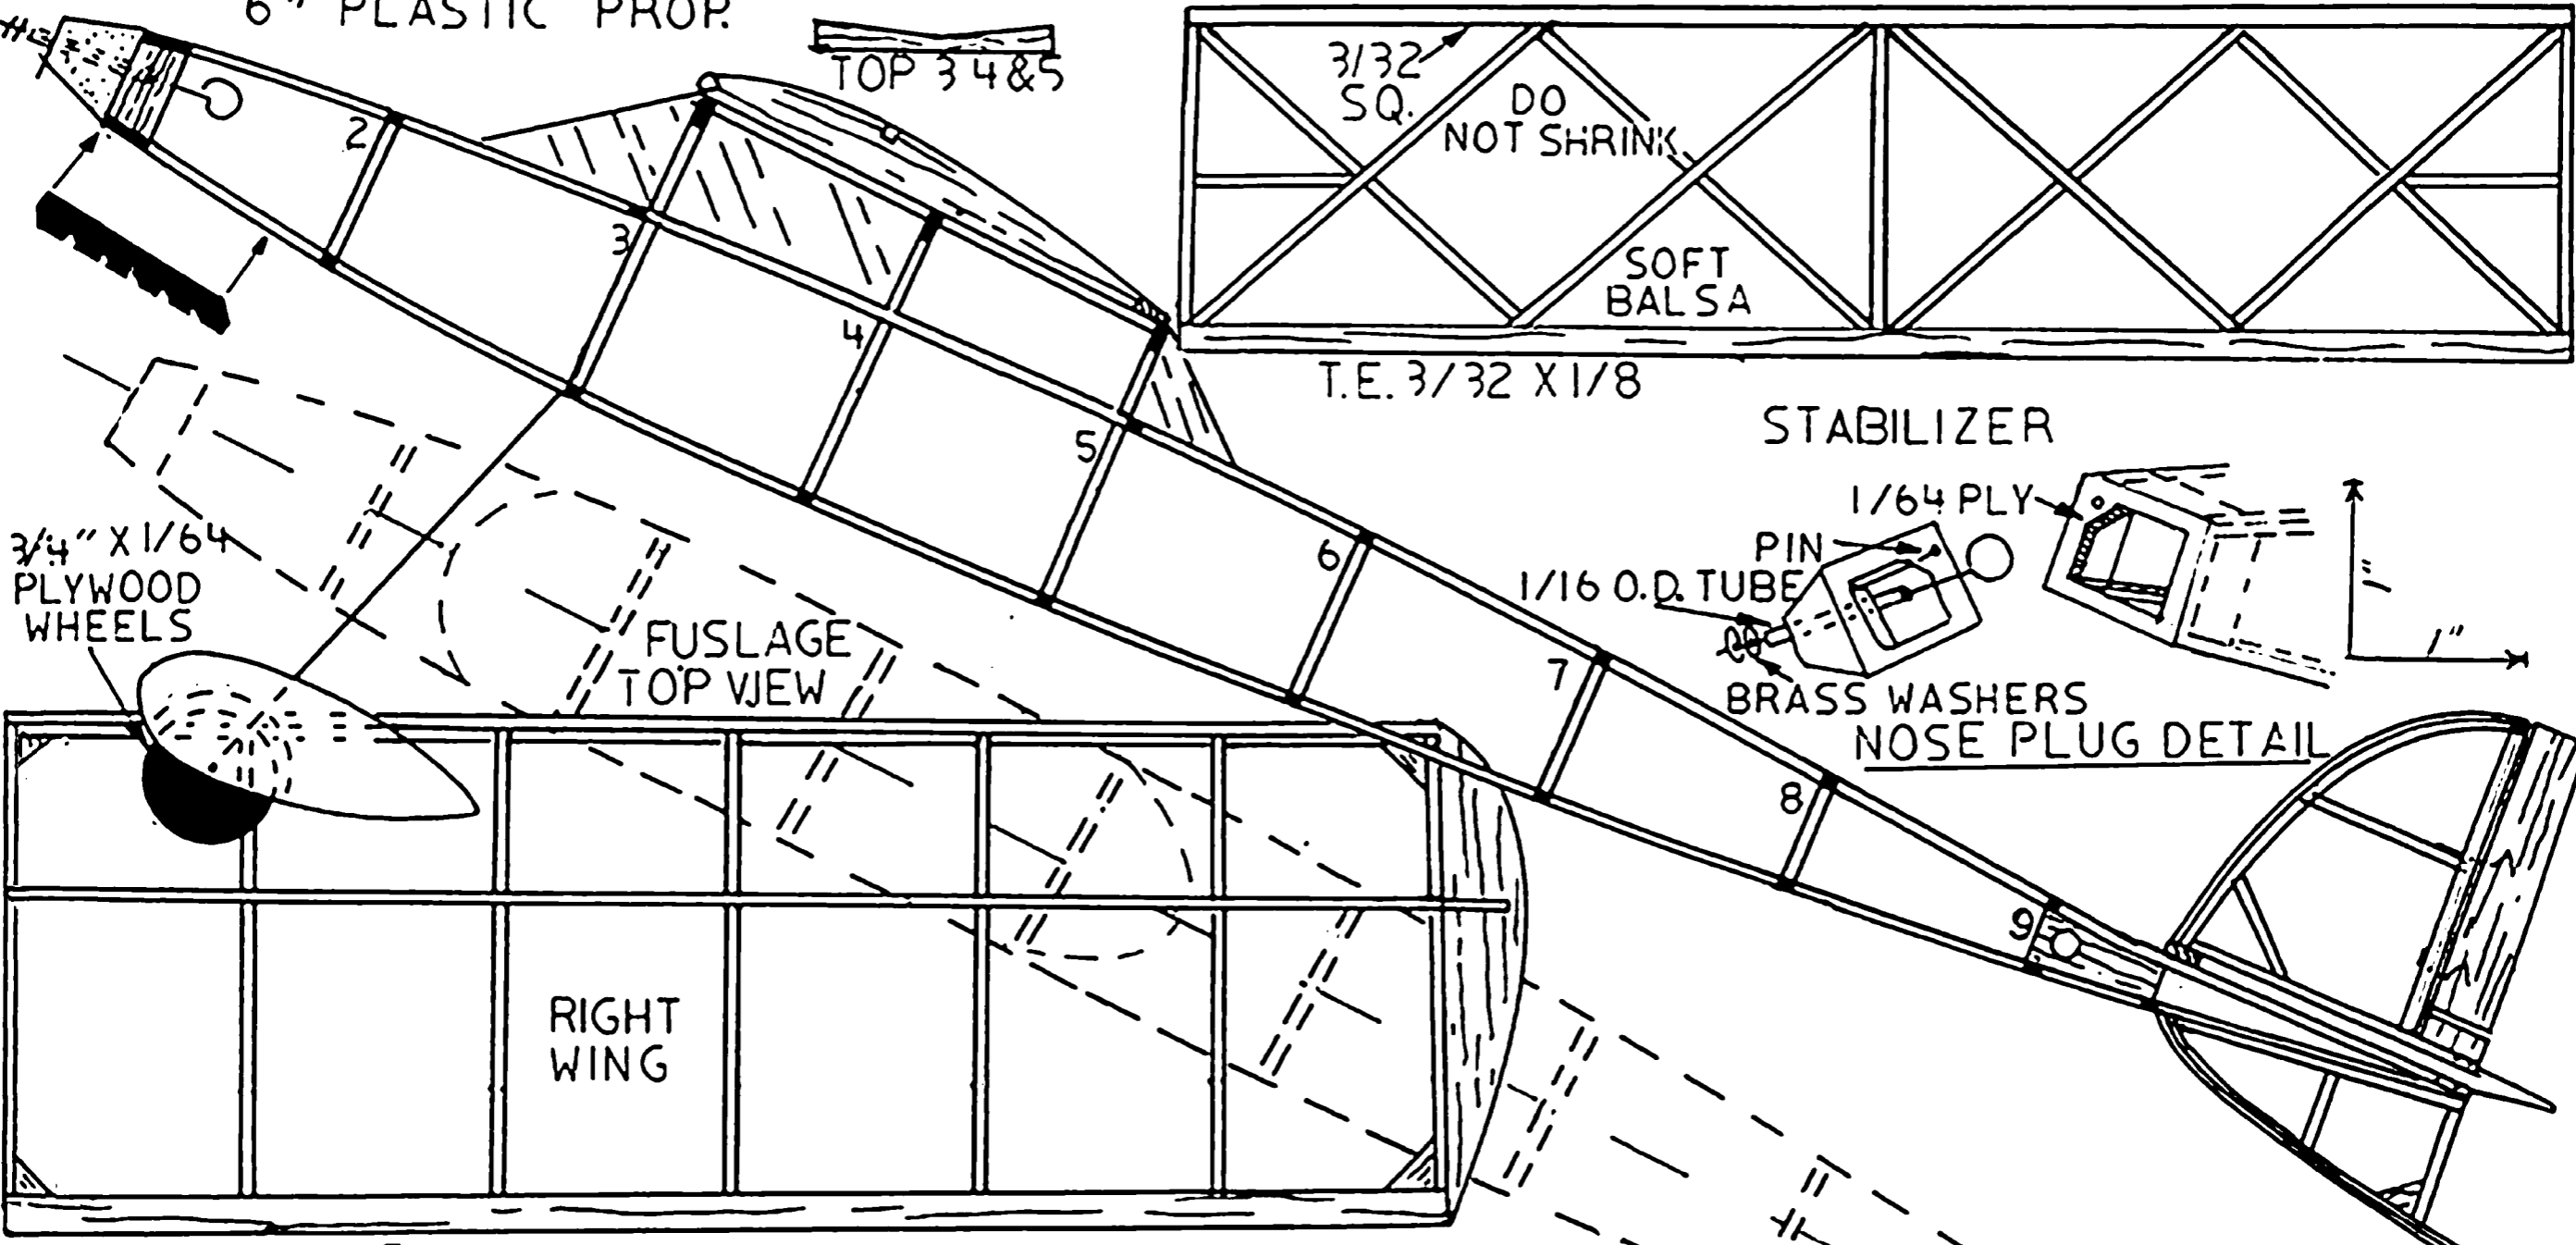 6" PLASTIC PROP.
TOP 3 4 & 5
3/32
SQ.
DO
NOT SHRINK
SOFT
BALSA
T.E. 3/32 X 1/8
STABILIZER
2
3
4
5
6
7
8
9
3/4" X 1/64
PLYWOOD
WHEELS
FUSLAGE
TOP VIEW
1/64 PLY
PIN
1/16 O.D. TUBE
BRASS WASHERS
NOSE PLUG DETAIL
1"
1"
RIGHT
WING